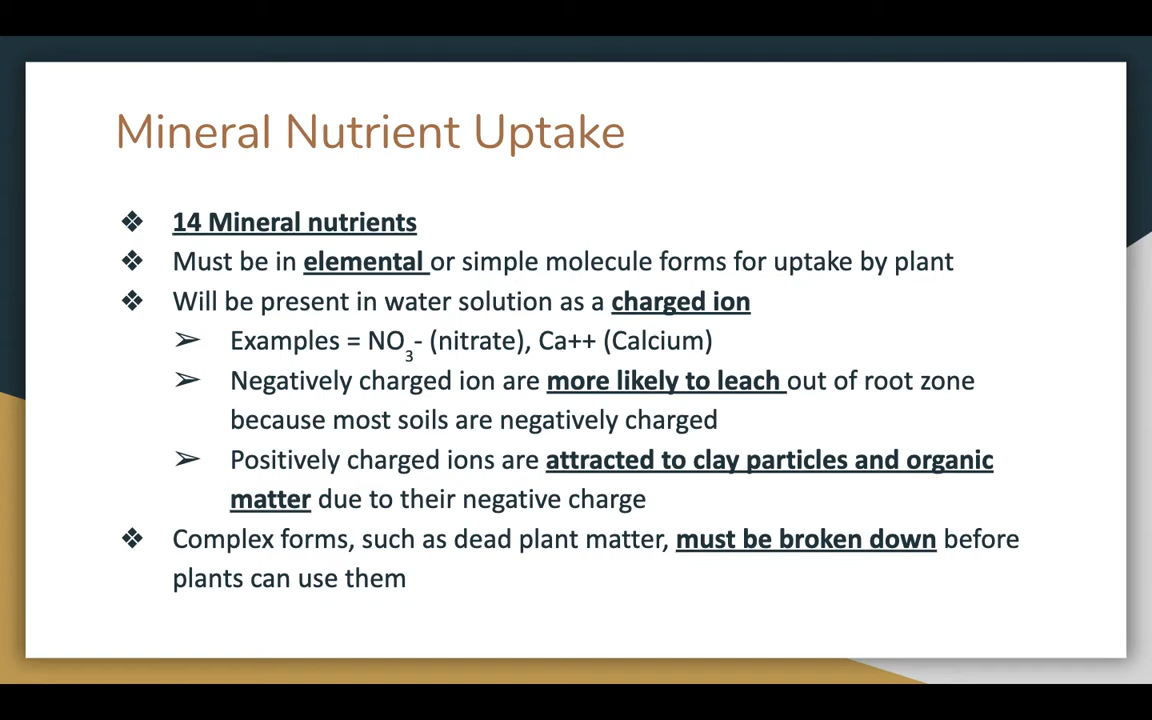 Mineral Nutrient Uptake
❖ 14 Mineral nutrients
❖ Must be in elemental or simple molecule forms for uptake by plant
❖ Will be present in water solution as a charged ion
➢ Examples = NO₃- (nitrate), Ca++ (Calcium)
➢ Negatively charged ion are more likely to leach out of root zone
because most soils are negatively charged
➢ Positively charged ions are attracted to clay particles and organic
matter due to their negative charge
❖ Complex forms, such as dead plant matter, must be broken down before
plants can use them